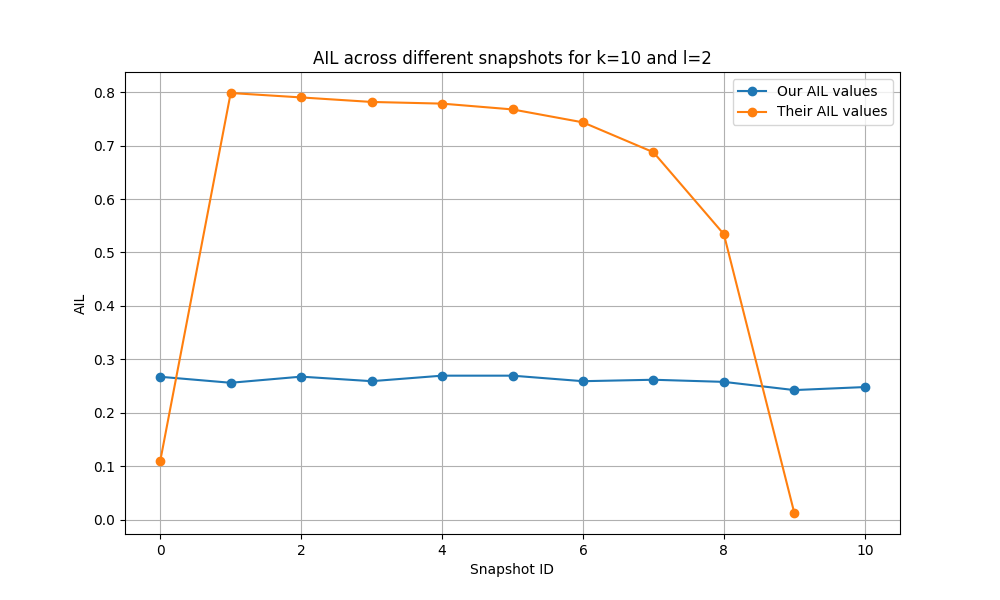 AIL across different snapshots for k=10 and l=2
Our AIL values
Their AIL values
AIL
0.8
0.7
0.6
0.5
0.4
0.3
0.2
0.1
0.0
0 2 4 6 8 10
Snapshot ID